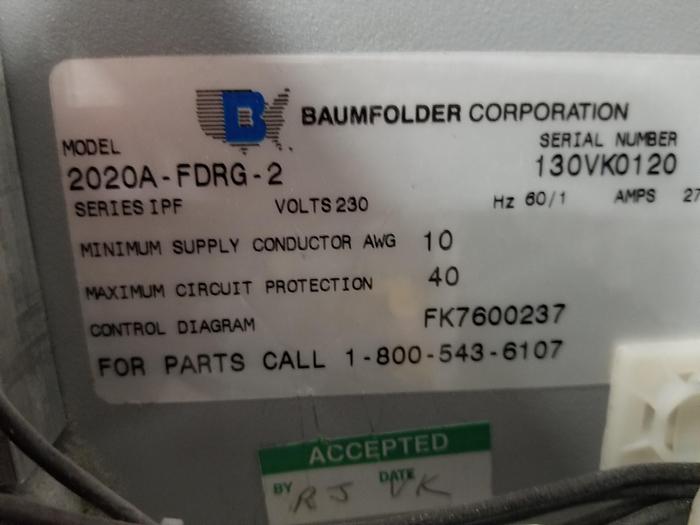 B BAUMFOLDER CORPORATION
MODEL SERIAL NUMBER
2020A-FDRG-2 130VK0120
SERIES IPF VOLTS 230 Hz 60/1 AMPS 27
MINIMUM SUPPLY CONDUCTOR AWG 10
MAXIMUM CIRCUIT PROTECTION 40
CONTROL DIAGRAM FK7600237
FOR PARTS CALL 1-800-543-6107
ACCEPTED
BY RJ DATE VK